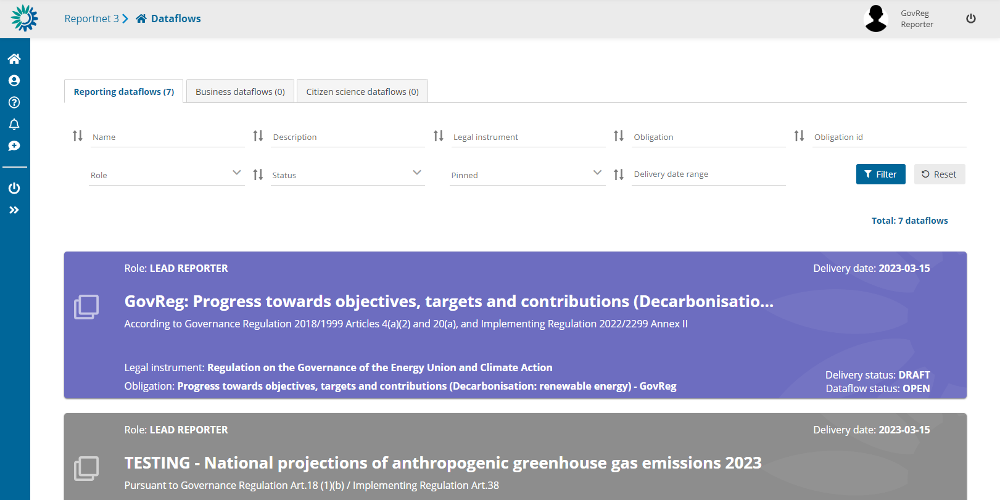 Reportnet 3
Dataflows
GovReg
Reporter
Reporting dataflows (7)
Business dataflows (0)
Citizen science dataflows (0)
Name
Description
Legal instrument
Obligation
Obligation id
Role
Status
Pinned
Delivery date range
Filter
Reset
Total: 7 dataflows
Role: LEAD REPORTER
Delivery date: 2023-03-15
GovReg: Progress towards objectives, targets and contributions (Decarbonisatio...
According to Governance Regulation 2018/1999 Articles 4(a)(2) and 20(a), and Implementing Regulation 2022/2299 Annex II
Legal instrument: Regulation on the Governance of the Energy Union and Climate Action
Obligation: Progress towards objectives, targets and contributions (Decarbonisation: renewable energy) - GovReg
Delivery status: DRAFT
Dataflow status: OPEN
Role: LEAD REPORTER
Delivery date: 2023-03-15
TESTING - National projections of anthropogenic greenhouse gas emissions 2023
Pursuant to Governance Regulation Art.18 (1)(b) / Implementing Regulation Art.38